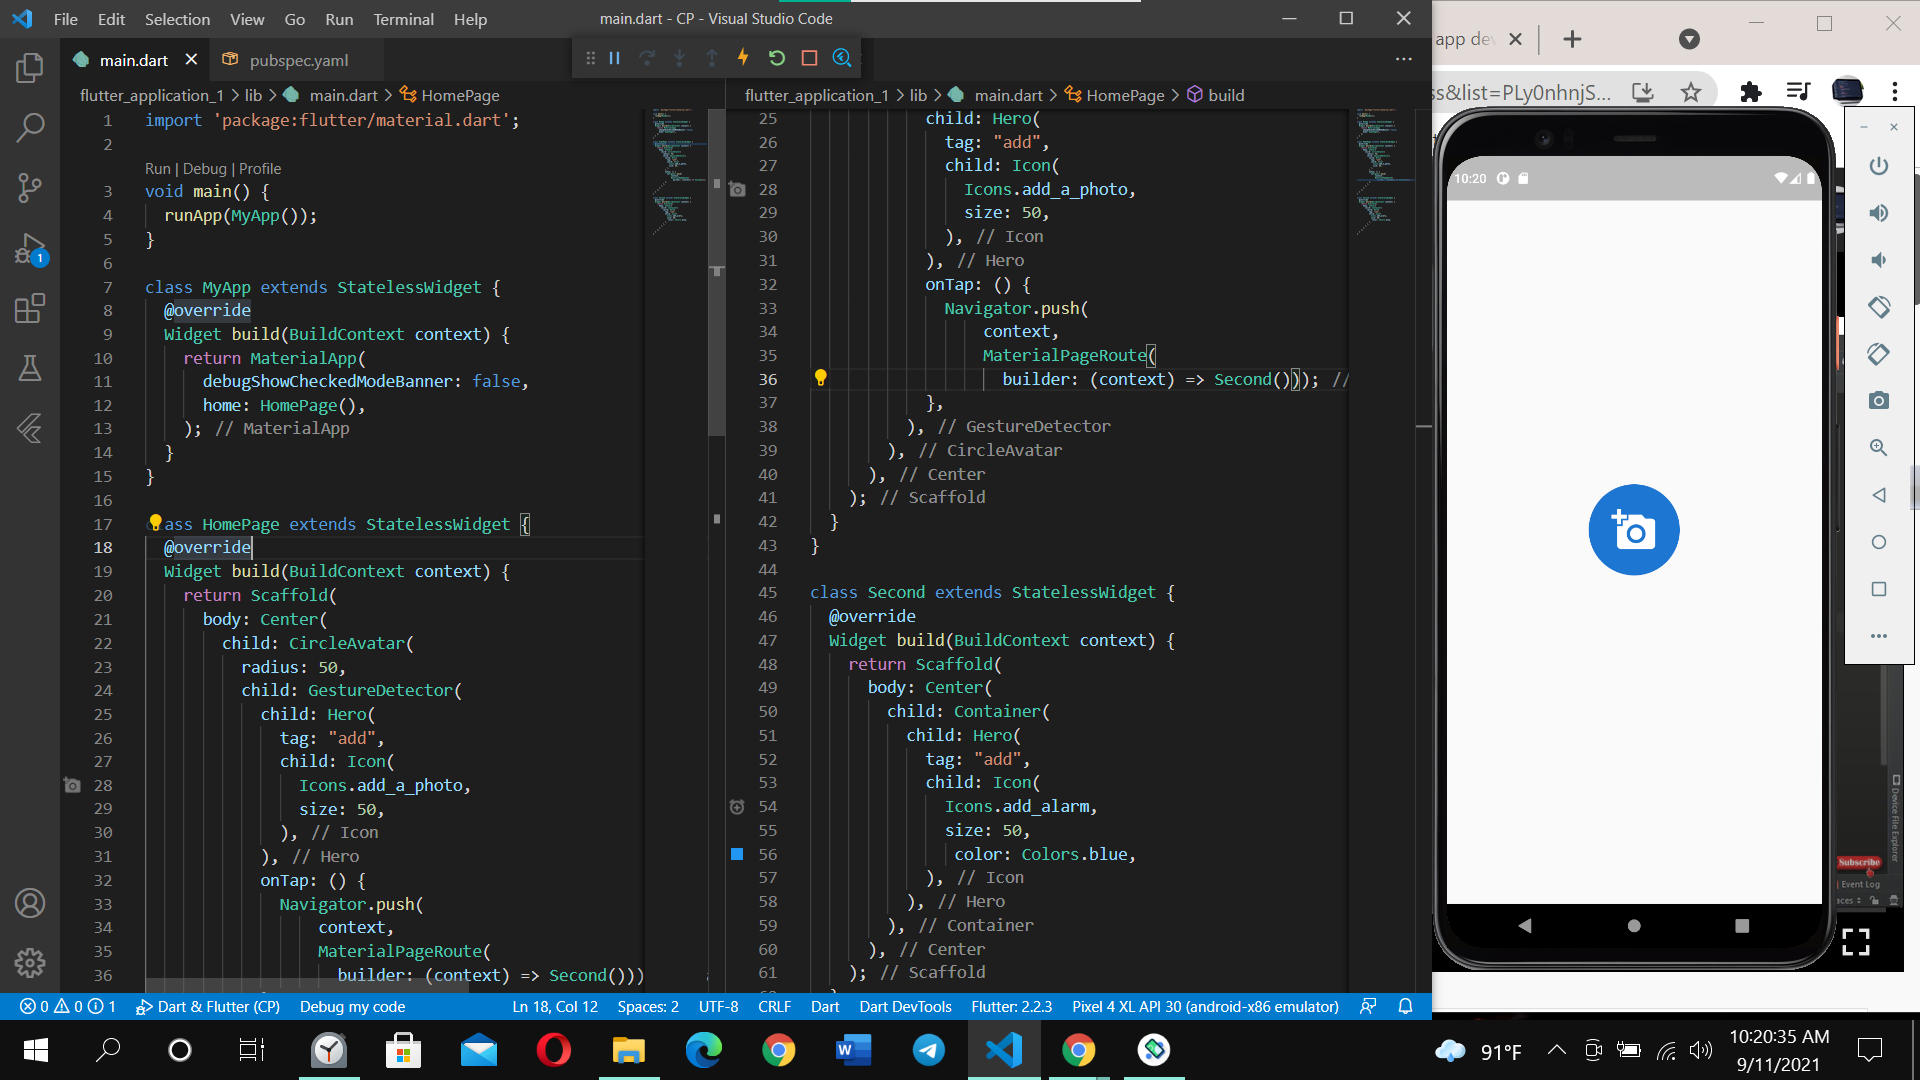 File Edit Selection View Go Run Terminal Help
main.dart - CP - Visual Studio Code
main.dart
pubspec.yaml
flutter_application_1 > lib > main.dart > HomePage
1 import 'package:flutter/material.dart';
2
Run | Debug | Profile
3 void main() {
4 runApp(MyApp());
5 }
6
7 class MyApp extends StatelessWidget {
8 @override
9 Widget build(BuildContext context) {
10 return MaterialApp(
11 debugShowCheckedModeBanner: false,
12 home: HomePage(),
13 ); // MaterialApp
14 }
15 }
16
17 ass HomePage extends StatelessWidget {
18 @override
19 Widget build(BuildContext context) {
20 return Scaffold(
21 body: Center(
22 child: CircleAvatar(
23 radius: 50,
24 child: GestureDetector(
25 child: Hero(
26 tag: "add",
27 child: Icon(
28 Icons.add_a_photo,
29 size: 50,
30 ), // Icon
31 ), // Hero
32 onTap: () {
33 Navigator.push(
34 context,
35 MaterialPageRoute(
36 builder: (context) => Second()))
flutter_application_1 > lib > main.dart > HomePage > build
25 child: Hero(
26 tag: "add",
27 child: Icon(
28 Icons.add_a_photo,
29 size: 50,
30 ), // Icon
31 ), // Hero
32 onTap: () {
33 Navigator.push(
34 context,
35 MaterialPageRoute(
36 builder: (context) => Second())); //
37 },
38 ), // GestureDetector
39 ), // CircleAvatar
40 ), // Center
41 ); // Scaffold
42 }
43 }
44
45 class Second extends StatelessWidget {
46 @override
47 Widget build(BuildContext context) {
48 return Scaffold(
49 body: Center(
50 child: Container(
51 child: Hero(
52 tag: "add",
53 child: Icon(
54 Icons.add_alarm,
55 size: 50,
56 color: Colors.blue,
57 ), // Icon
58 ), // Hero
59 ), // Container
60 ), // Center
61 ); // Scaffold
1
0 0 1 Dart & Flutter (CP) Debug my code
Ln 18, Col 12 Spaces: 2 UTF-8 CRLF Dart Dart DevTools Flutter: 2.2.3 Pixel 4 XL API 30 (android-x86 emulator)
app dev
ss&list=PLy0nhnjS...
10:20
Device File Explorer
Subscribe
Event Log
91°F
10:20:35 AM
9/11/2021